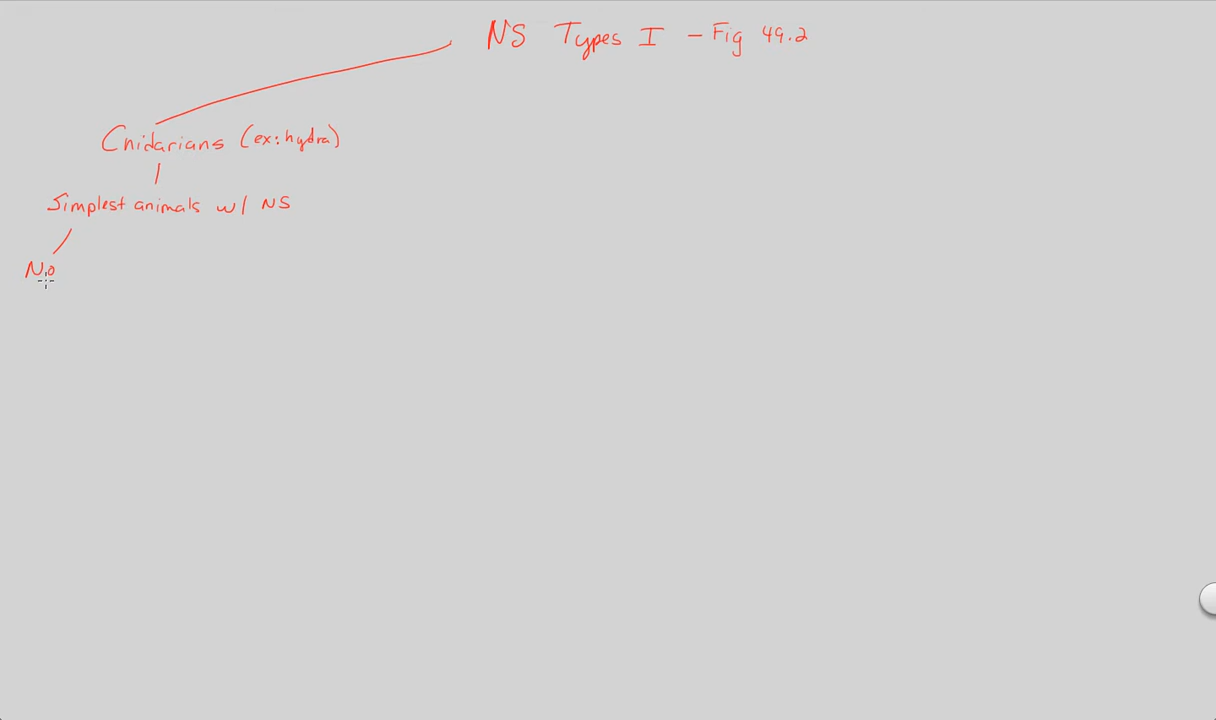 NS Types I - Fig 49.2
Cnidarians (ex: hydra)
Simplest animals w/ NS
No